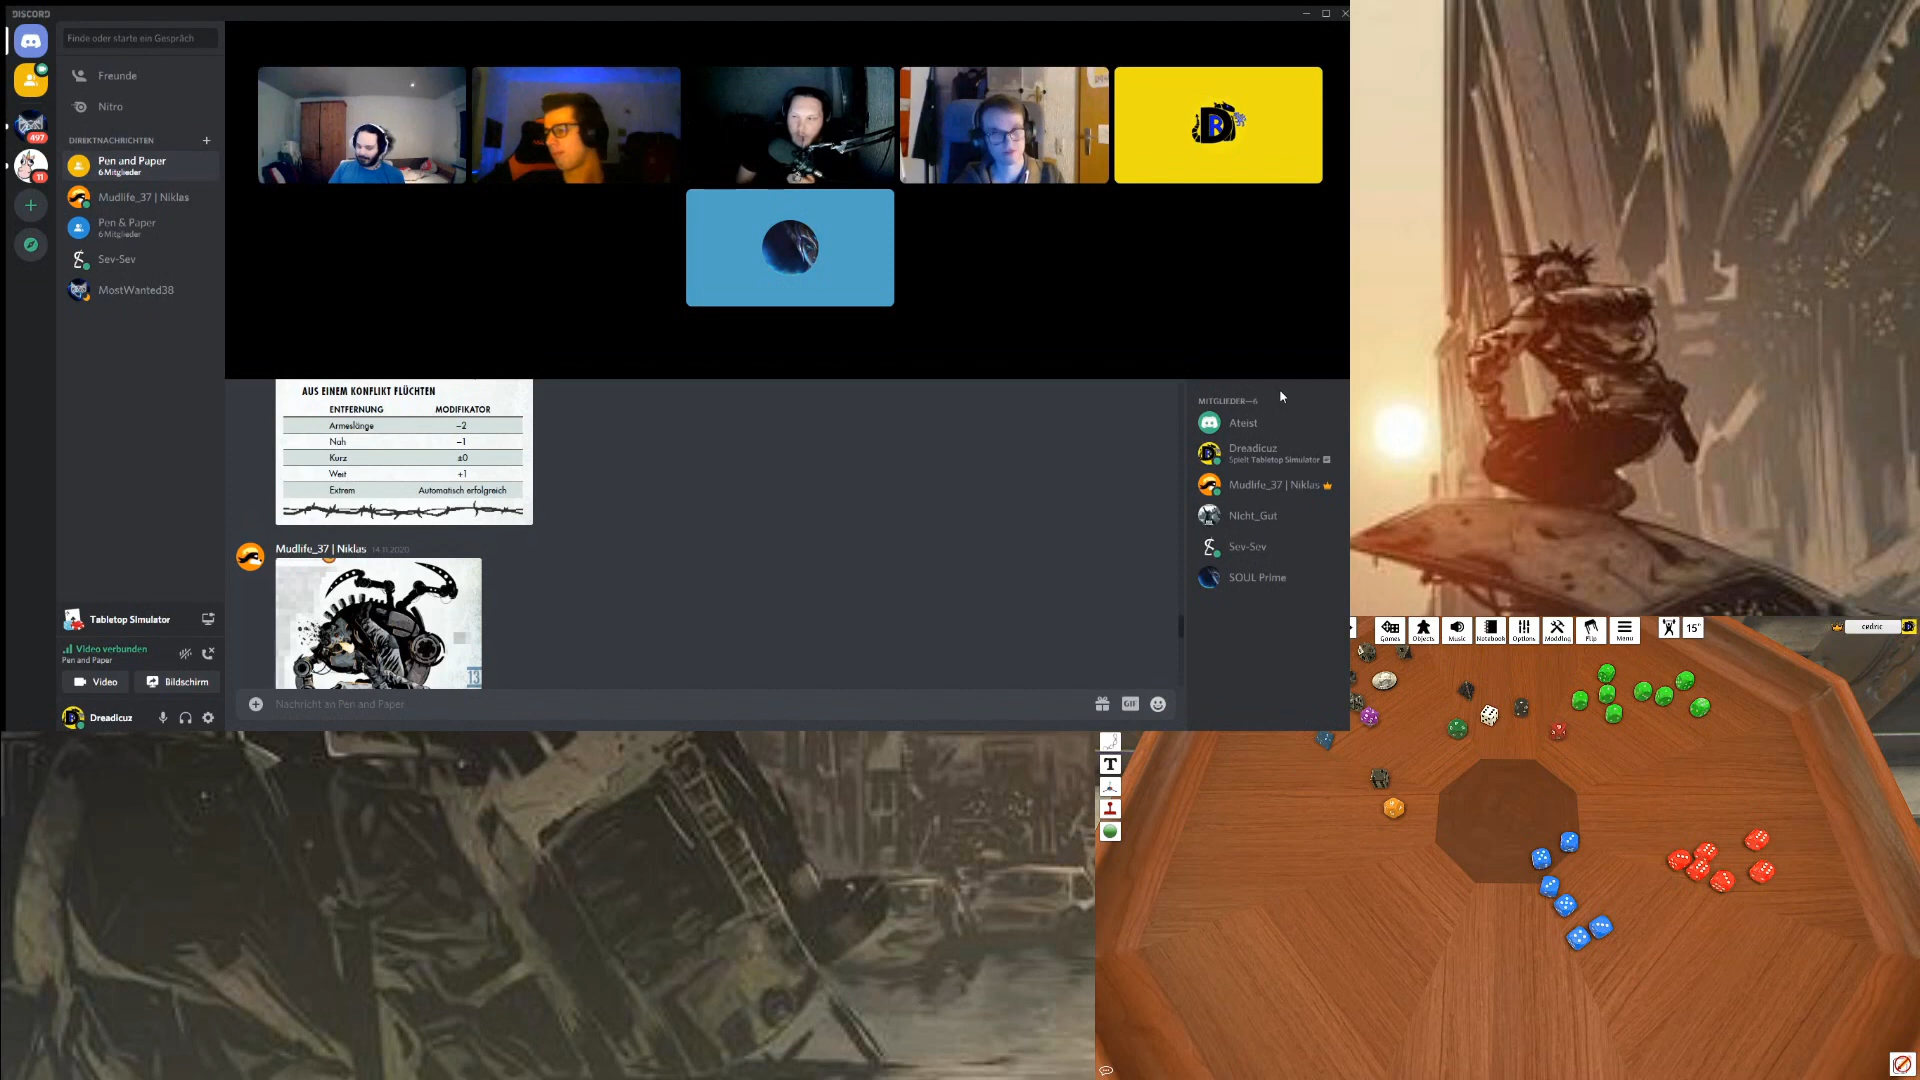 DISCORD
Finde oder starte ein Gespräch
Freunde
Nitro
DIREKTNACHRICHTEN
Pen and Paper
6 Mitglieder
Mudlife_37 | Niklas
Pen & Paper
6 Mitglieder
Sev-Sev
MostWanted38
497
11
Tabletop Simulator
Video verbunden
Pen and Paper
Video
Bildschirm
Dreadicuz
D
R
AUS EINEM KONFLIKT FLÜCHTEN
ENTFERNUNG MODIFIKATOR
Armeslänge –2
Nah –1
Kurz ±0
Weit +1
Extrem Automatisch erfolgreich
Mudlife_37 | Niklas 14.11.2020
13
Nachricht an Pen and Paper
GIF
MITGLIEDER—6
Ateist
Dreadicuz
Spielt Tabletop Simulator
Mudlife_37 | Niklas
NIcht_Gut
Sev-Sev
SOUL Prime
Games
Objects
Music
Notebook
Options
Modding
Flip
Menu
15°
cedric
T